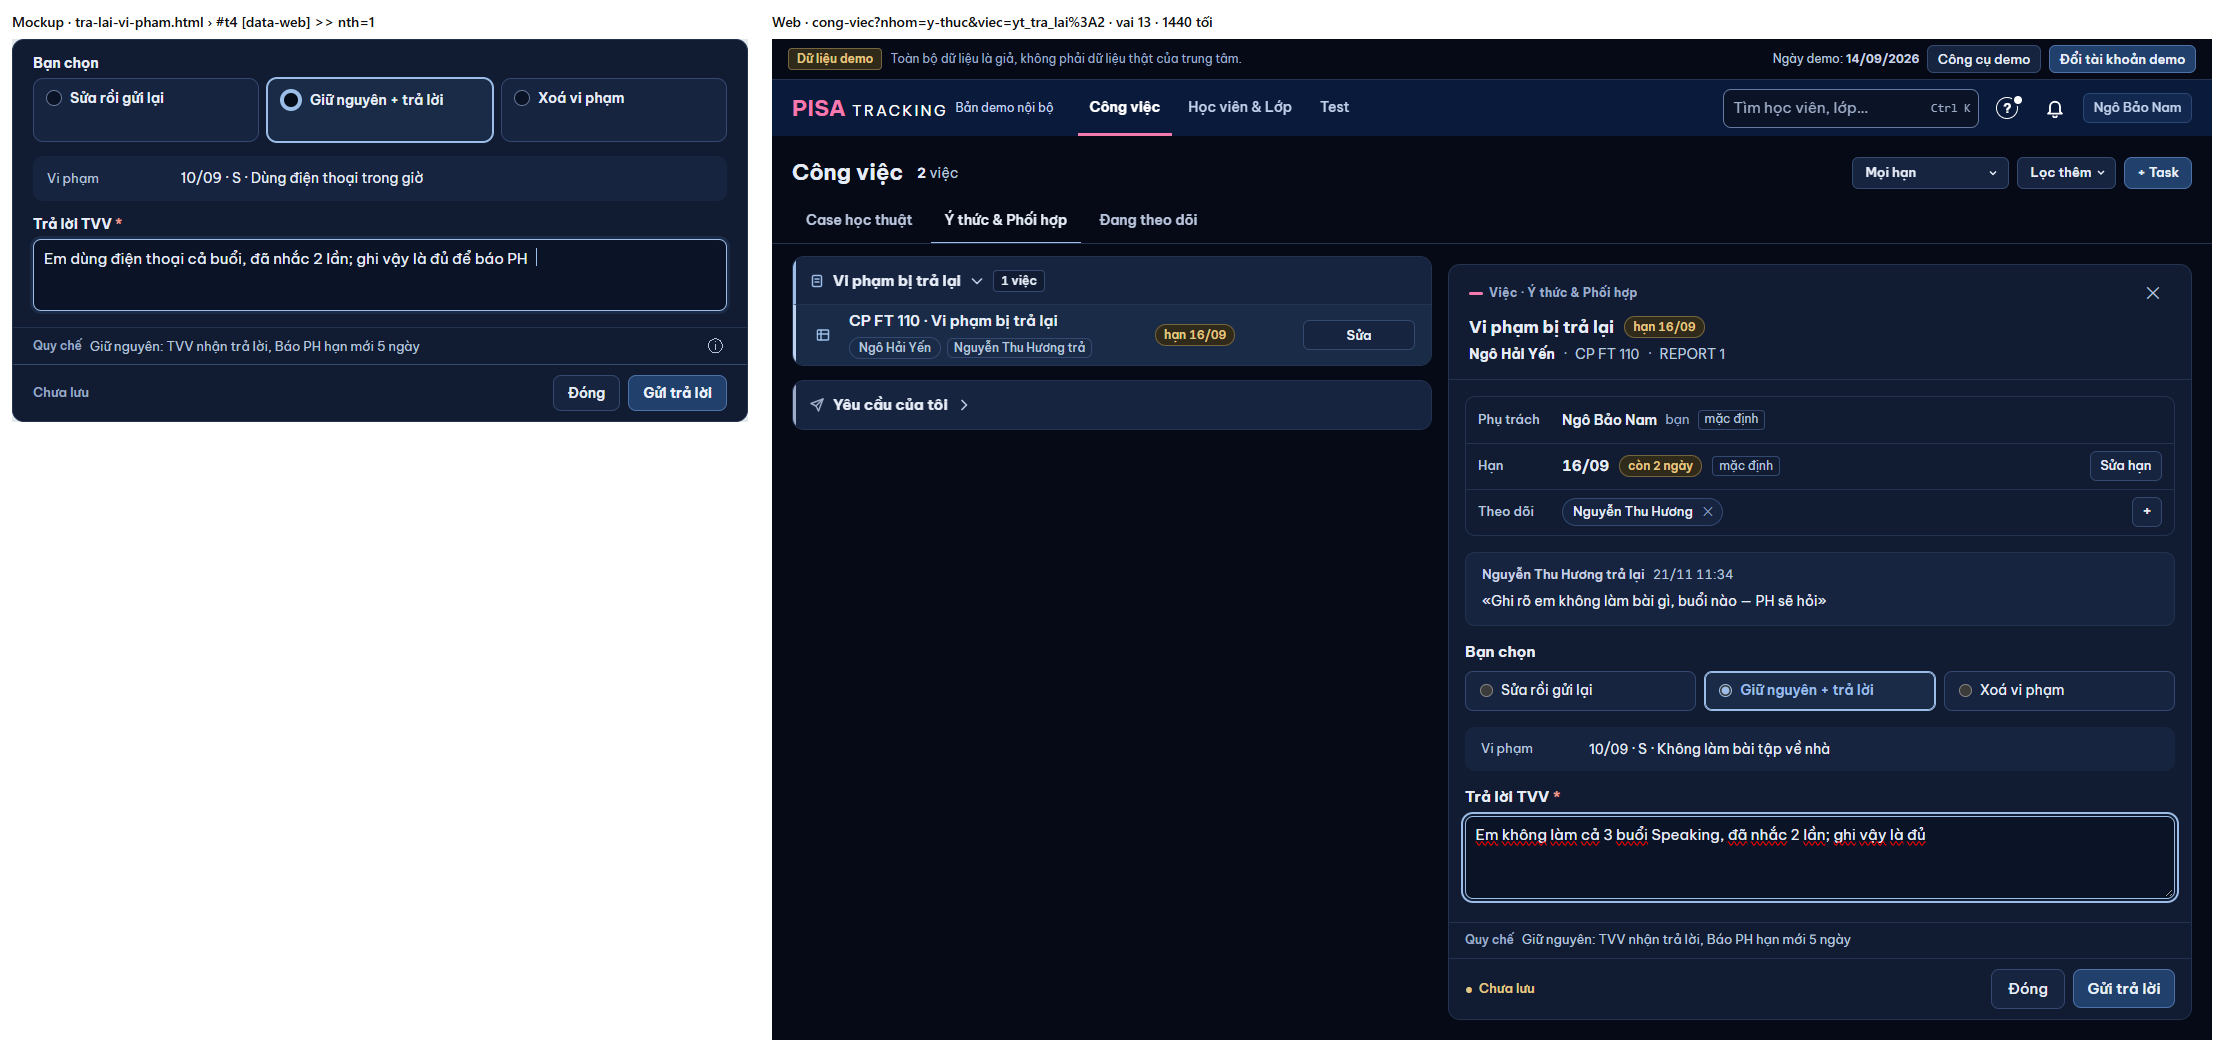 Mockup · tra-lai-vi-pham.html › #t4 [data-web] >> nth=1
Bạn chọn
Sửa rồi gửi lại
Giữ nguyên + trả lời
Xoá vi phạm
Vi phạm 10/09 · S · Dùng điện thoại trong giờ
Trả lời TVV *
Em dùng điện thoại cả buổi, đã nhắc 2 lần; ghi vậy là đủ để báo PH
Quy chế Giữ nguyên: TVV nhận trả lời, Báo PH hạn mới 5 ngày
Chưa lưu
Đóng
Gửi trả lời
Web · cong-viec?nhom=y-thuc&viec=yt_tra_lai%3A2 · vai 13 · 1440 tối
Dữ liệu demo Toàn bộ dữ liệu là giả, không phải dữ liệu thật của trung tâm.
Ngày demo: 14/09/2026
Công cụ demo
Đổi tài khoản demo
PISA TRACKING Bản demo nội bộ
Công việc
Học viên & Lớp
Test
Tìm học viên, lớp... Ctrl K
?
Ngô Bảo Nam
Công việc 2 việc
Mọi hạn
Lọc thêm
+ Task
Case học thuật
Ý thức & Phối hợp
Đang theo dõi
Vi phạm bị trả lại 1 việc
CP FT 110 · Vi phạm bị trả lại
Ngô Hải Yến
Nguyễn Thu Hương trả
hạn 16/09
Sửa
Yêu cầu của tôi
Việc · Ý thức & Phối hợp
Vi phạm bị trả lại hạn 16/09
Ngô Hải Yến · CP FT 110 · REPORT 1
Phụ trách Ngô Bảo Nam bạn mặc định
Hạn 16/09 còn 2 ngày mặc định Sửa hạn
Theo dõi Nguyễn Thu Hương +
Nguyễn Thu Hương trả lại 21/11 11:34
«Ghi rõ em không làm bài gì, buổi nào — PH sẽ hỏi»
Bạn chọn
Sửa rồi gửi lại
Giữ nguyên + trả lời
Xoá vi phạm
Vi phạm 10/09 · S · Không làm bài tập về nhà
Trả lời TVV *
Em không làm cả 3 buổi Speaking, đã nhắc 2 lần; ghi vậy là đủ
Quy chế Giữ nguyên: TVV nhận trả lời, Báo PH hạn mới 5 ngày
Chưa lưu
Đóng
Gửi trả lời